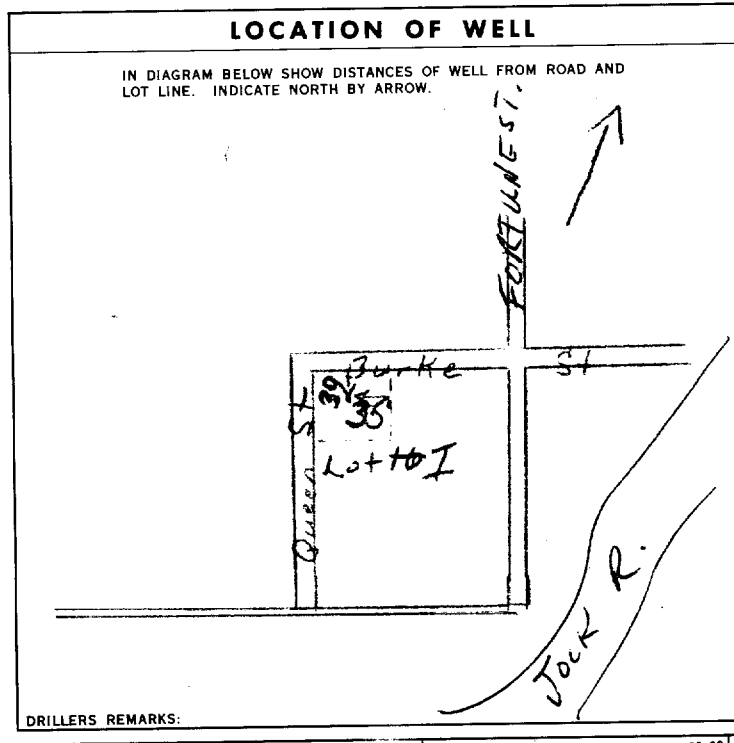 LOCATION OF WELL
IN DIAGRAM BELOW SHOW DISTANCES OF WELL FROM ROAD AND
LOT LINE. INDICATE NORTH BY ARROW.
FORTUNE ST.
Burke St
39'
35'
Queen St
Lot I
JOCK R.
DRILLERS REMARKS: